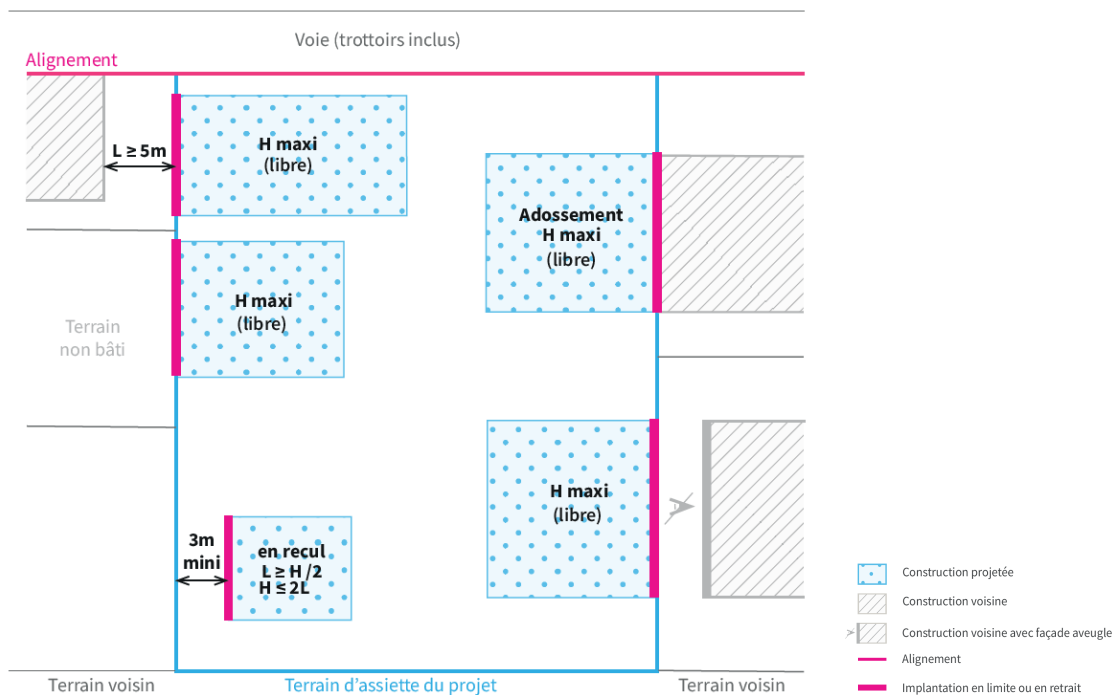 Voie (trottoirs inclus)
Alignement
L ≥ 5m
H maxi
(libre)
Adossement
H maxi
(libre)
H maxi
(libre)
Terrain
non bâti
H maxi
(libre)
3m
mini
en recul
L ≥ H /2
H ≤ 2L
Terrain voisin
Terrain d'assiette du projet
Terrain voisin
Construction projetée
Construction voisine
Construction voisine avec façade aveugle
Alignement
Implantation en limite ou en retrait